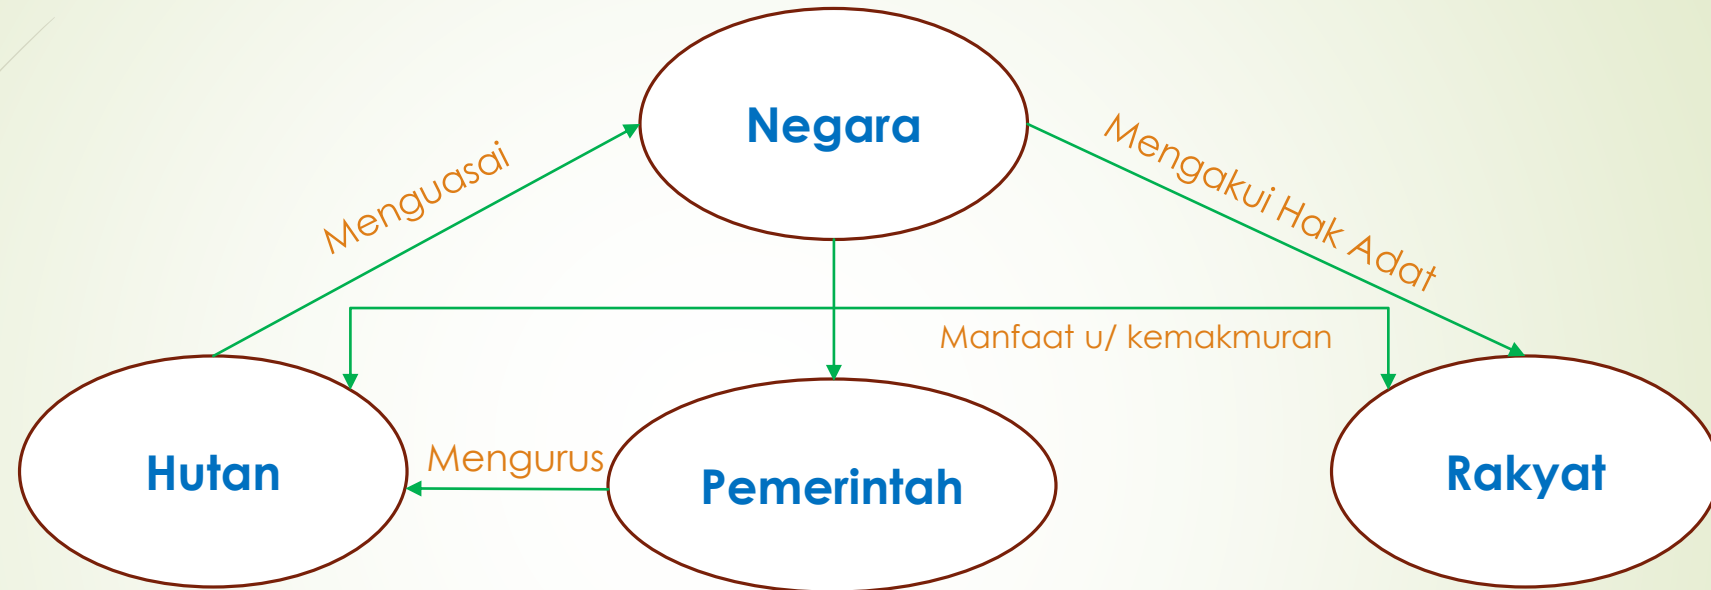 Negara
Menguasai
Mengakui Hak Adat
Manfaat u/ kemakmuran
Hutan
Mengurus
Pemerintah
Rakyat